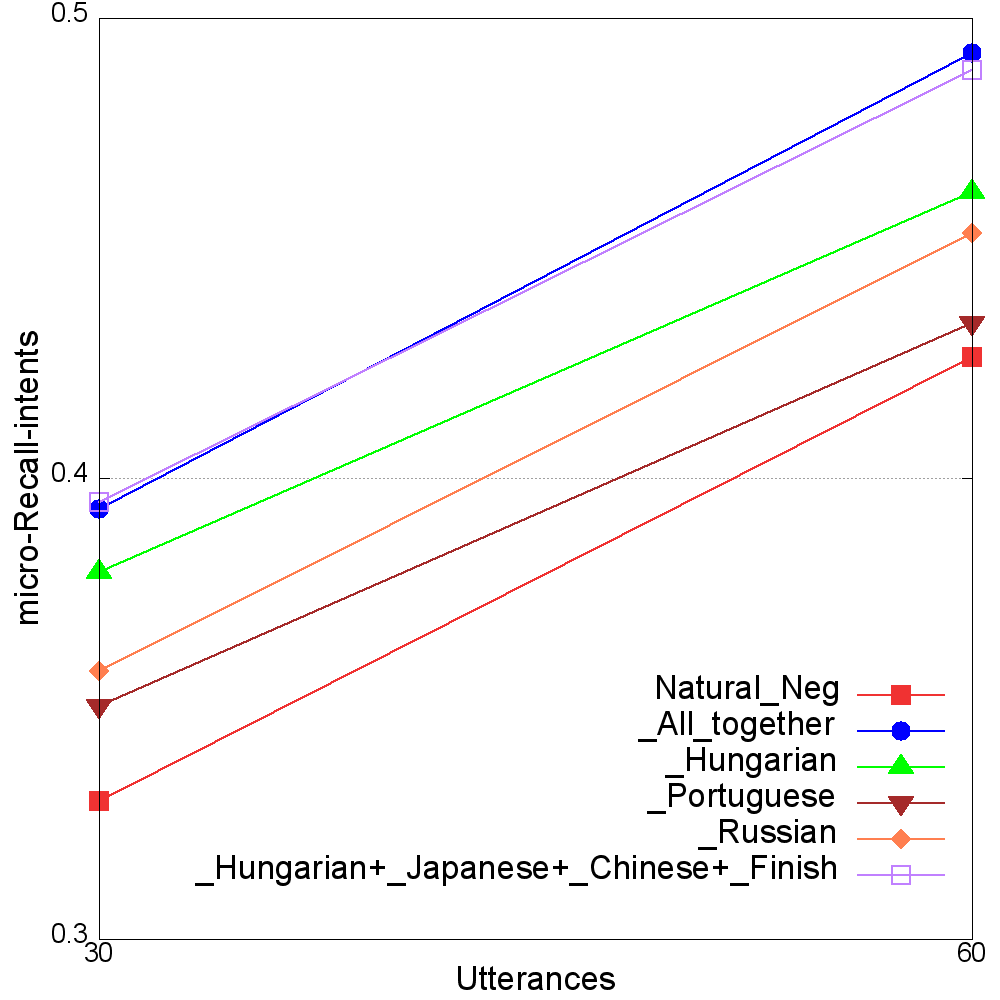 0.5
0.4
0.3
micro-Recall-intents
Natural_Neg
_All_together
_Hungarian
_Portuguese
_Russian
_Hungarian+_Japanese+_Chinese+_Finish
30
60
Utterances